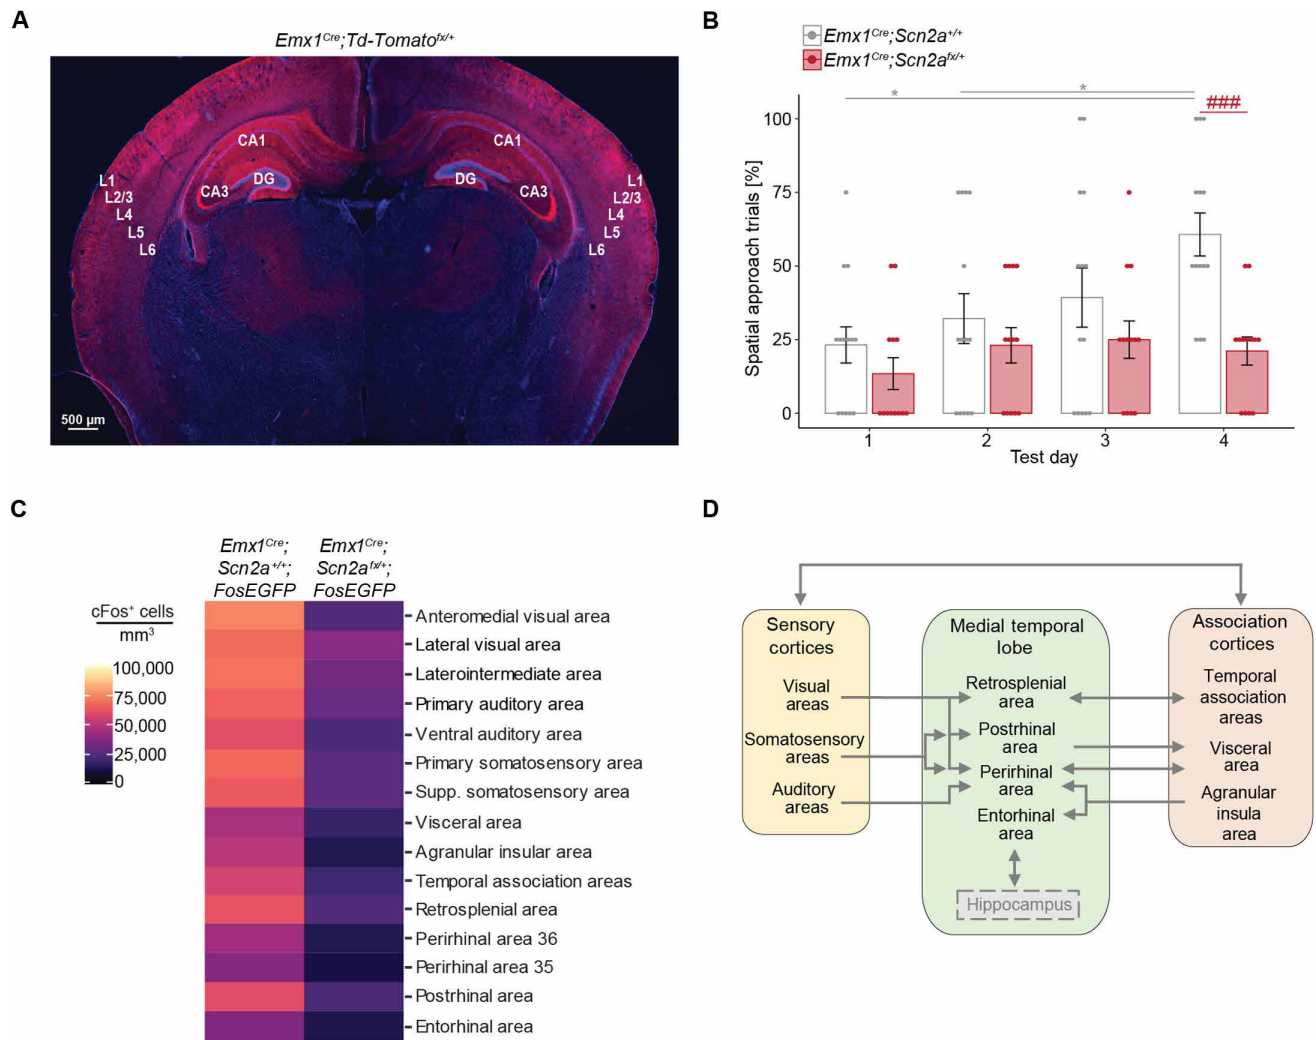 A
Emx1Cre;Td-Tomatofx/+
CA1
CA1
DG
DG
CA3
CA3
L1
L2/3
L4
L5
L6
L1
L2/3
L4
L5
L6
500 µm
B
Emx1Cre;Scn2a+/+
Emx1Cre;Scn2afx/+
*
*
###
Spatial approach trials [%]
100
75
50
25
0
1
2
3
4
Test day
C
Emx1Cre;
Scn2a+/+;
FosEGFP
Emx1Cre;
Scn2afx/+;
FosEGFP
cFos+ cells
mm3
100,000
75,000
50,000
25,000
0
Anteromedial visual area
Lateral visual area
Laterointermediate area
Primary auditory area
Ventral auditory area
Primary somatosensory area
Supp. somatosensory area
Visceral area
Agranular insular area
Temporal association areas
Retrosplenial area
Perirhinal area 36
Perirhinal area 35
Postrhinal area
Entorhinal area
D
Sensory
cortices
Visual
areas
Somatosensory
areas
Auditory
areas
Medial temporal
lobe
Retrosplenial
area
Postrhinal
area
Perirhinal
area
Entorhinal
area
Hippocampus
Association
cortices
Temporal
association
areas
Visceral
area
Agranular
insula
area